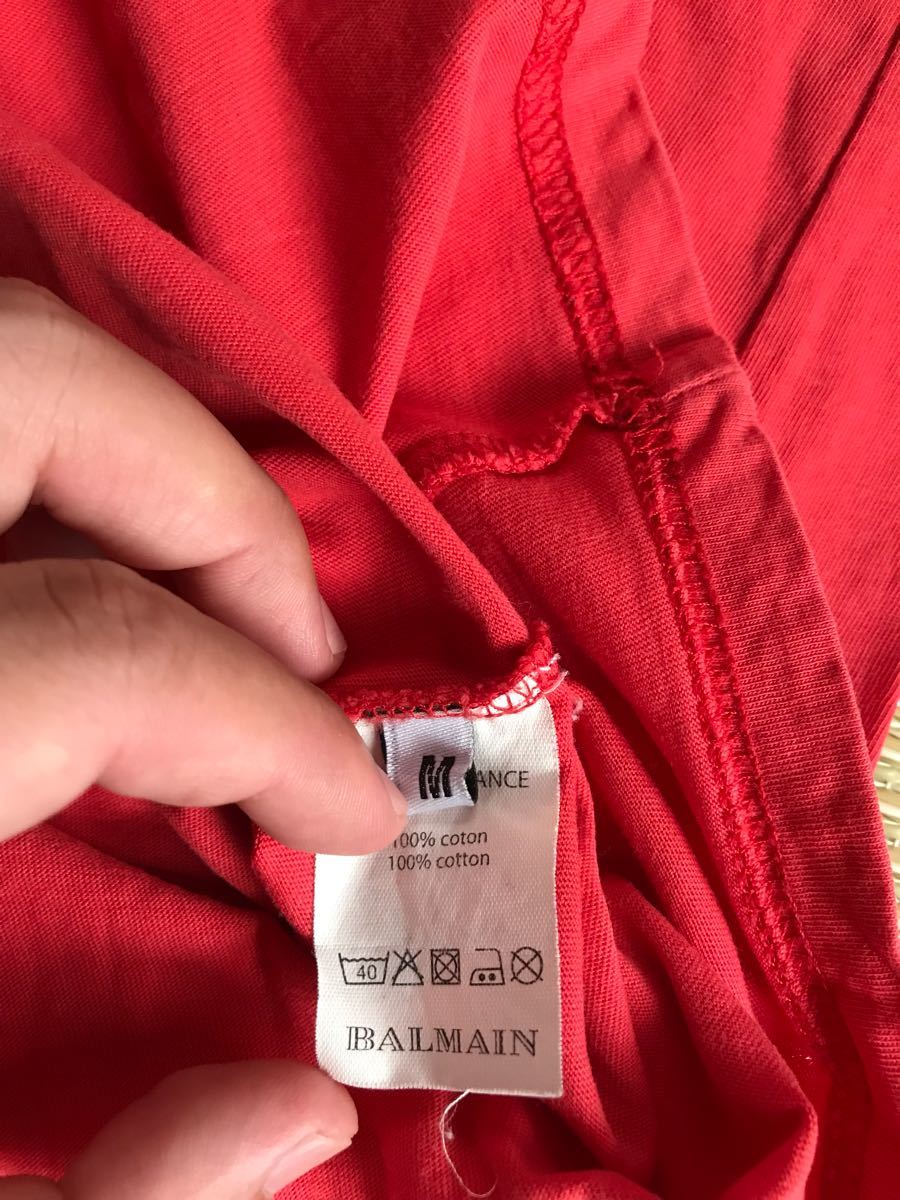 M
ANCE
100% coton
100% cotton
40
BALMAIN